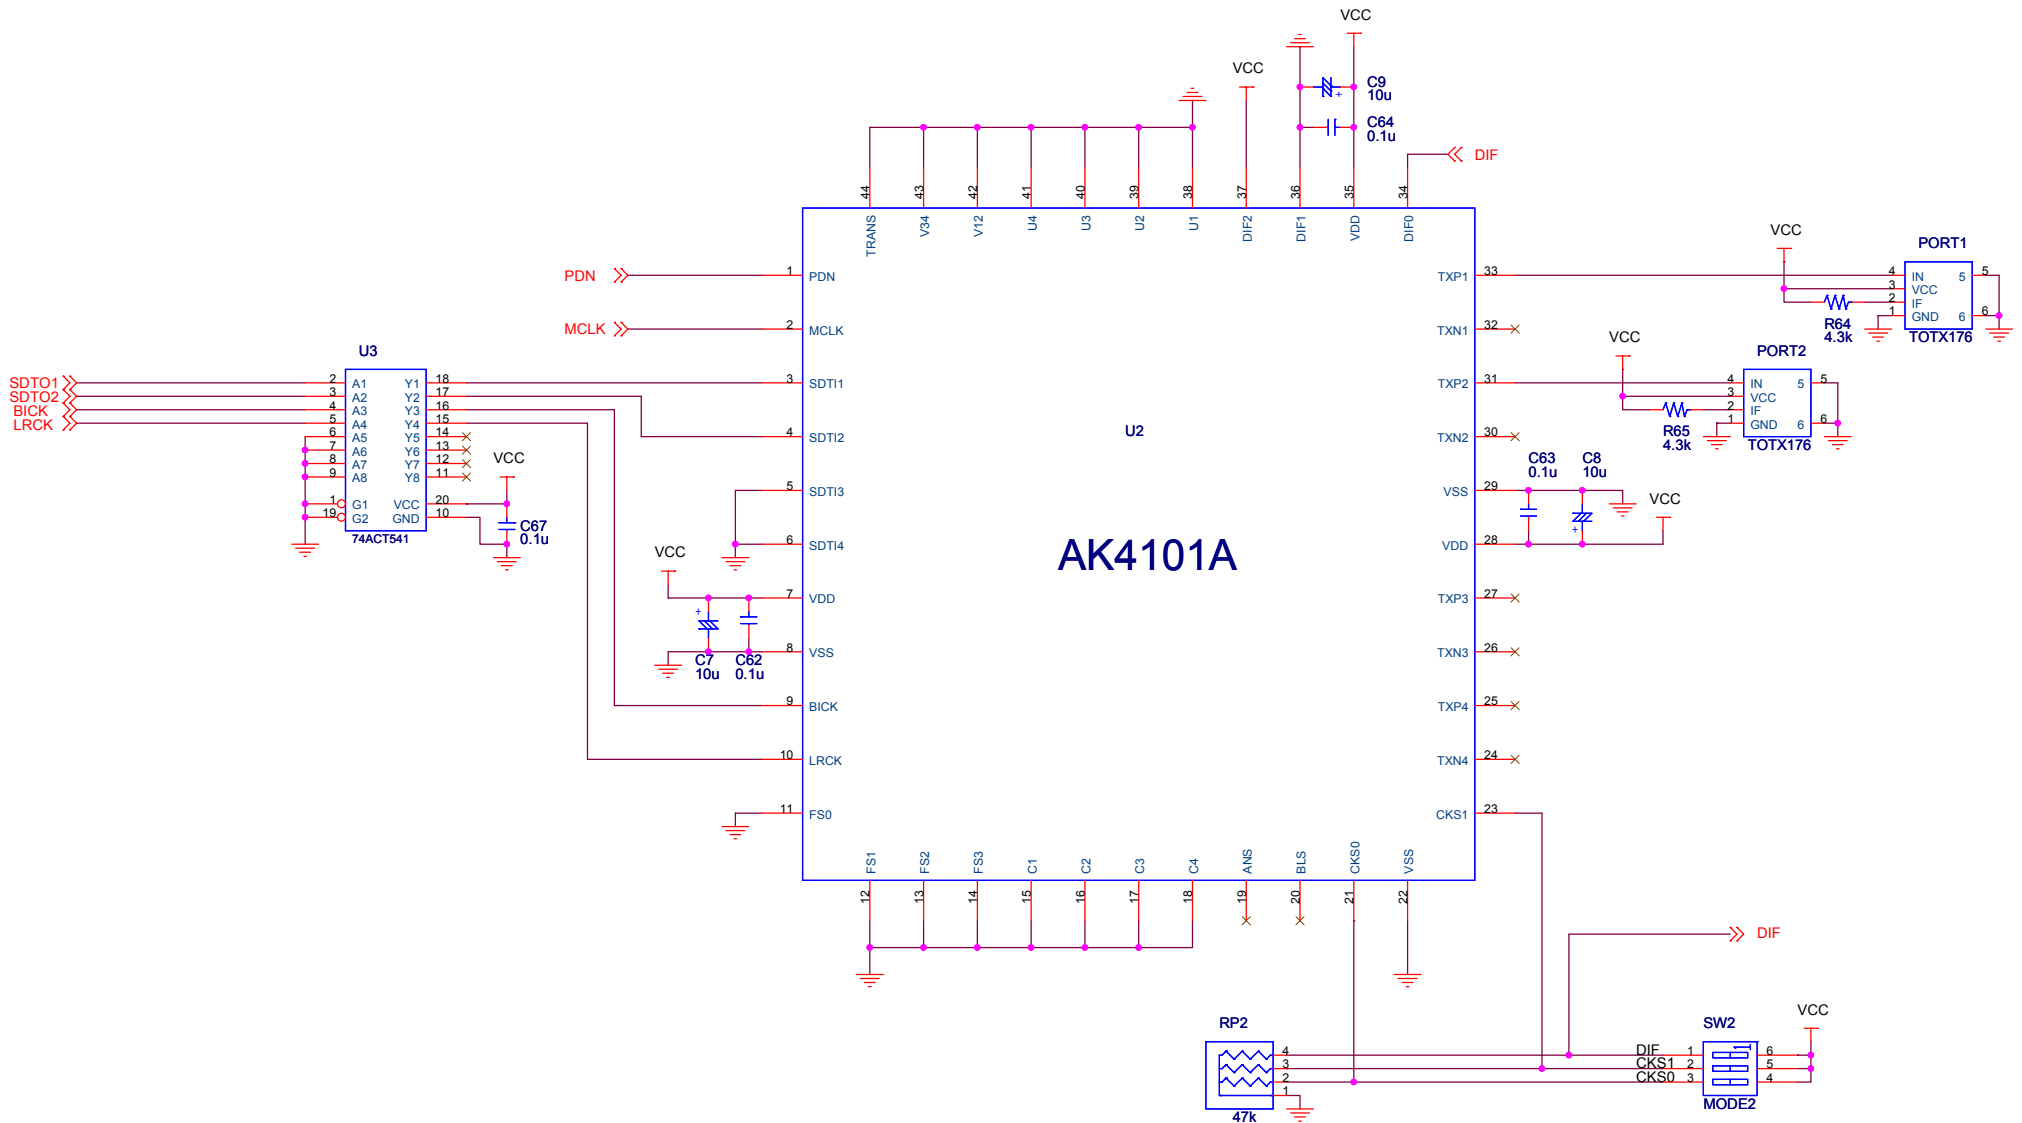 VCC
C9
10u
VCC
C64
0.1u
DIF
44 43 42 41 40 39 38 37 36 35 34
TRANS V34 V12 U4 U3 U2 U1 DIF2 DIF1 VDD DIF0
VCC
PORT1
PDN 1 PDN
TXP1 33
4 IN 5 5
3 VCC
2 IF
1 GND 6 6
R64
4.3k
TOTX176
MCLK 2 MCLK
TXN1 32
VCC
PORT2
U3
SDTO1 2 A1 Y1 18 3 SDTI1
SDTO2 3 A2 Y2 17
BICK 4 A3 Y3 16
LRCK 5 A4 Y4 15
6 A5 Y5 14
7 A6 Y6 13
8 A7 Y7 12
9 A8 Y8 11
1 G1 VCC 20
19 G2 GND 10
74ACT541
VCC
C67
0.1u
TXP2 31
4 IN 5 5
3 VCC
2 IF
1 GND 6 6
R65
4.3k
TOTX176
4 SDTI2
U2
TXN2 30
C63
0.1u
C8
10u
5 SDTI3
VSS 29
VCC
6 SDTI4
AK4101A
VDD 28
VCC
7 VDD
TXP3 27
+
+
+
8 VSS
TXN3 26
C7
10u
C62
0.1u
9 BICK
TXP4 25
10 LRCK
TXN4 24
11 FS0
CKS1 23
FS1 FS2 FS3 C1 C2 C3 C4 ANS BLS CKS0 VSS
12 13 14 15 16 17 18 19 20 21 22
DIF
VCC
RP2
SW2
4 DIF 1 1 6
3 CKS1 2 5
2 CKS0 3 4
1
47k
MODE2